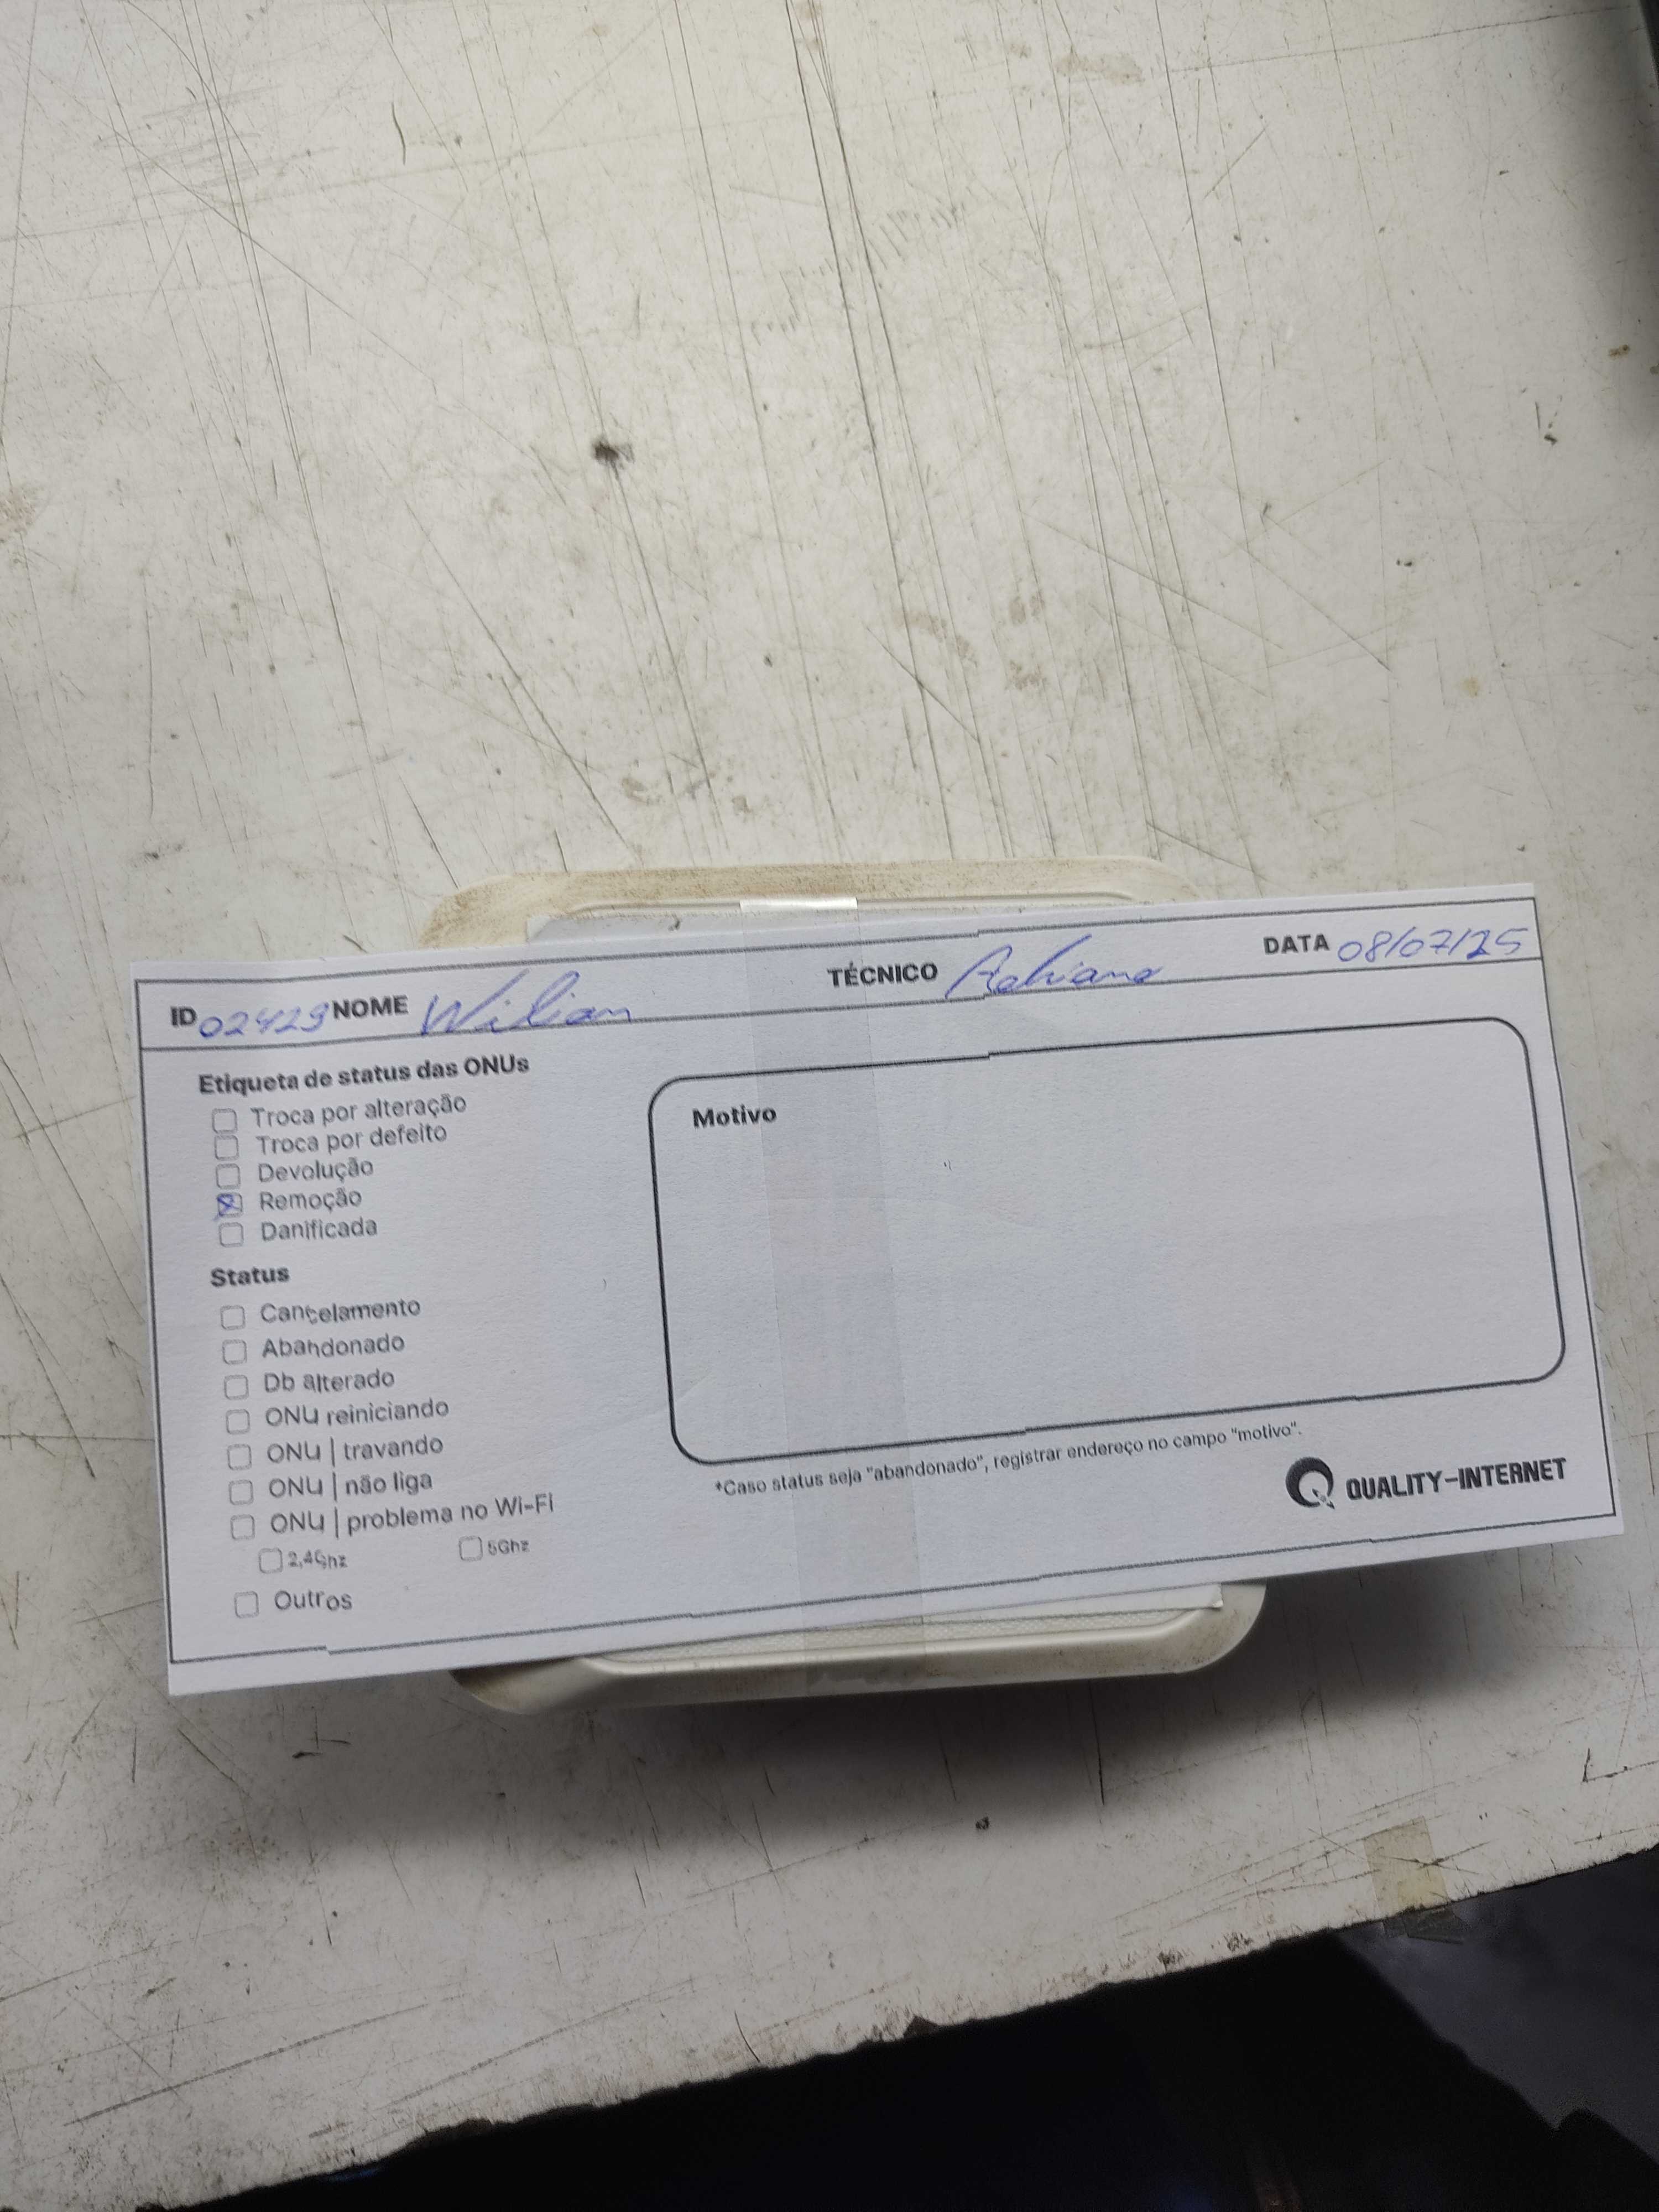 ID 02429 NOME Wilian TÉCNICO Adriano DATA 08/07/25
Etiqueta de status das ONUs
Troca por alteração
Troca por defeito
Devolução
Remoção
Danificada
Status
Cancelamento
Abandonado
Db alterado
ONU reiniciando
ONU | travando
ONU | não liga
ONU | problema no Wi-Fi
2,4Ghz 5Ghz
Outros
Motivo
*Caso status seja "abandonado", registrar endereço no campo "motivo".
QUALITY-INTERNET